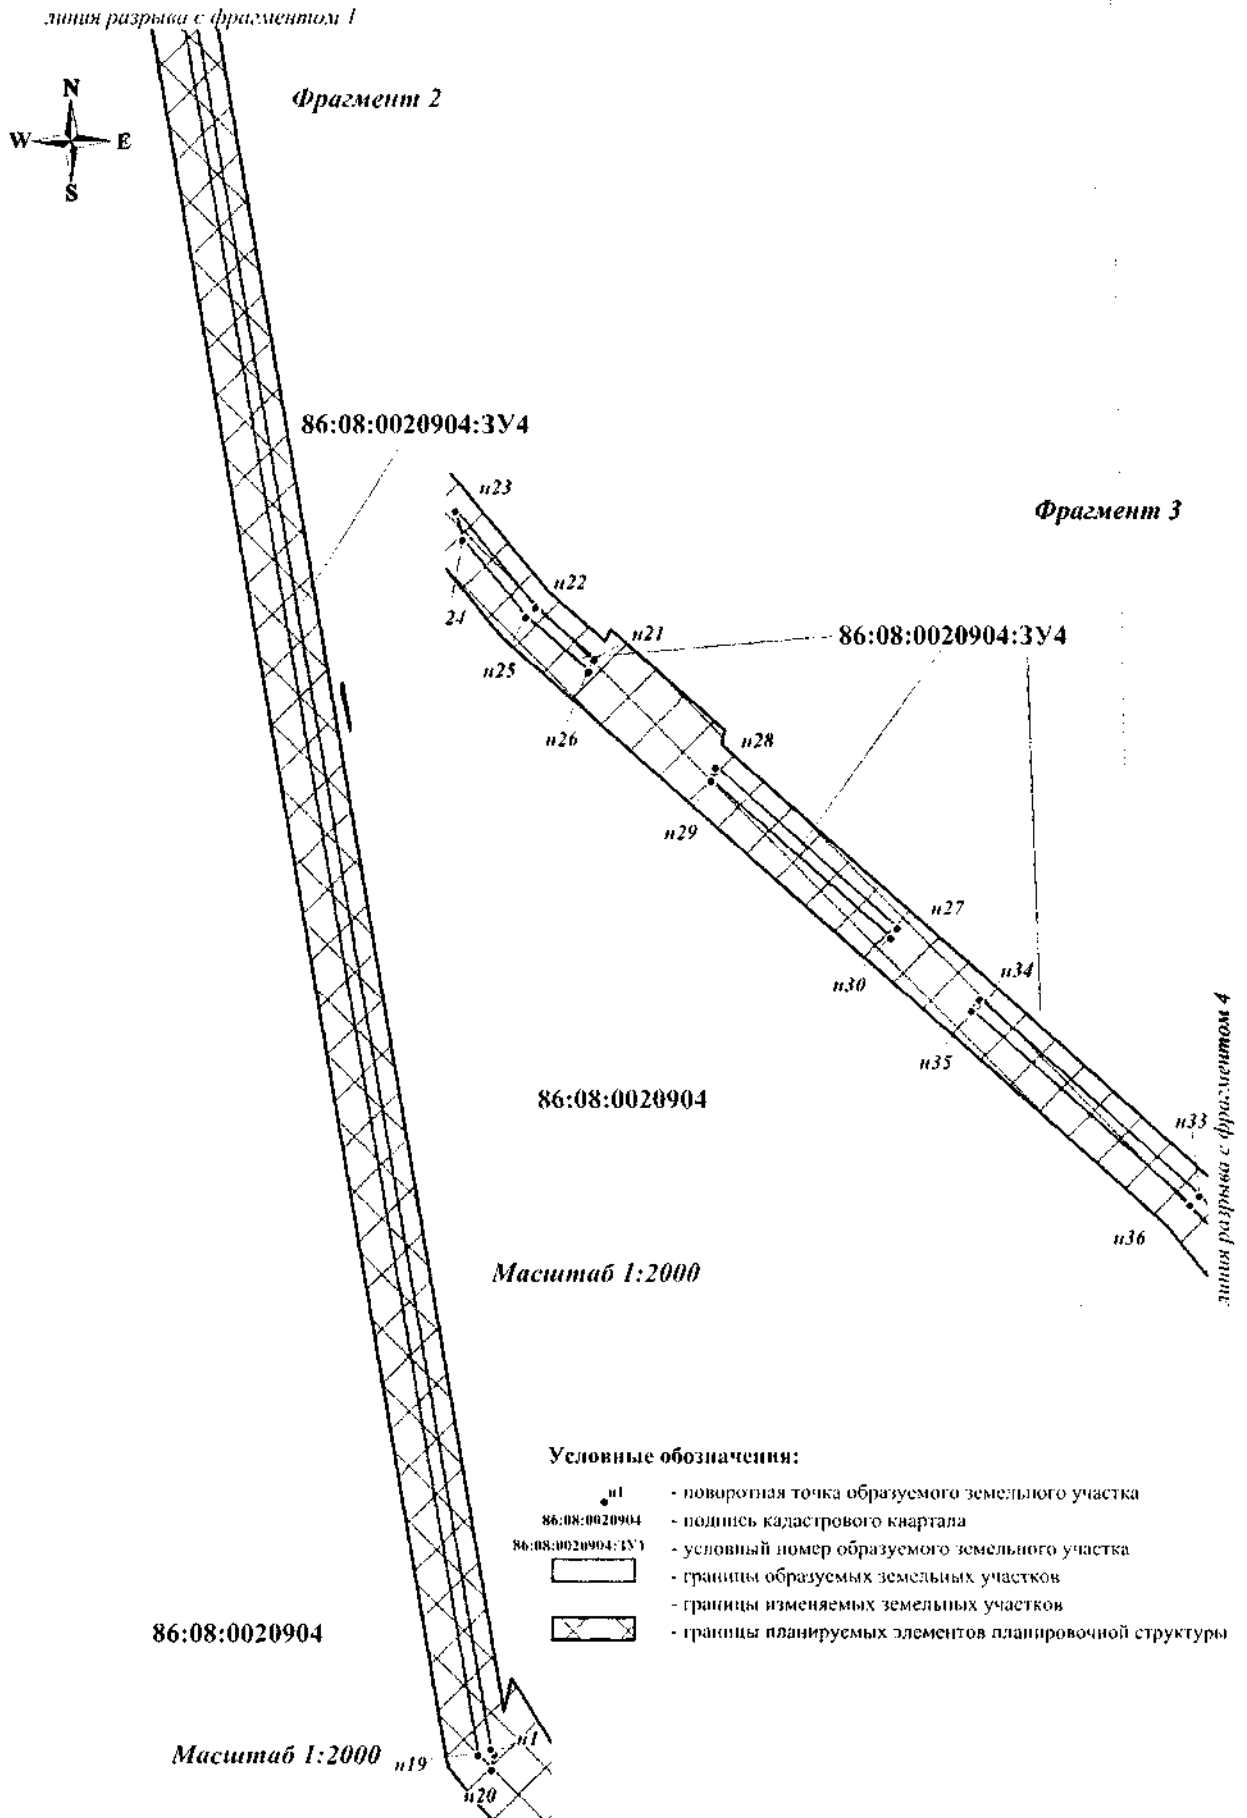 линия разрыва с фрагментом 1
Фрагмент 2
N
W E
S
86:08:0020904:ЗУ4
н23
Фрагмент 3
н22
24
н21
86:08:0020904:ЗУ4
н25
н26
н28
н29
н27
н30
н34
н35
86:08:0020904
н33
линия разрыва с фрагментом 4
н36
Масштаб 1:2000
Условные обозначения:
н1 - поворотная точка образуемого земельного участка
86:08:0020904 - подпись кадастрового квартала
86:08:0020904:ЗУ1 - условный номер образуемого земельного участка
- границы образуемых земельных участков
- границы изменяемых земельных участков
- границы планируемых элементов планировочной структуры
86:08:0020904
н1
Масштаб 1:2000
н19
н20